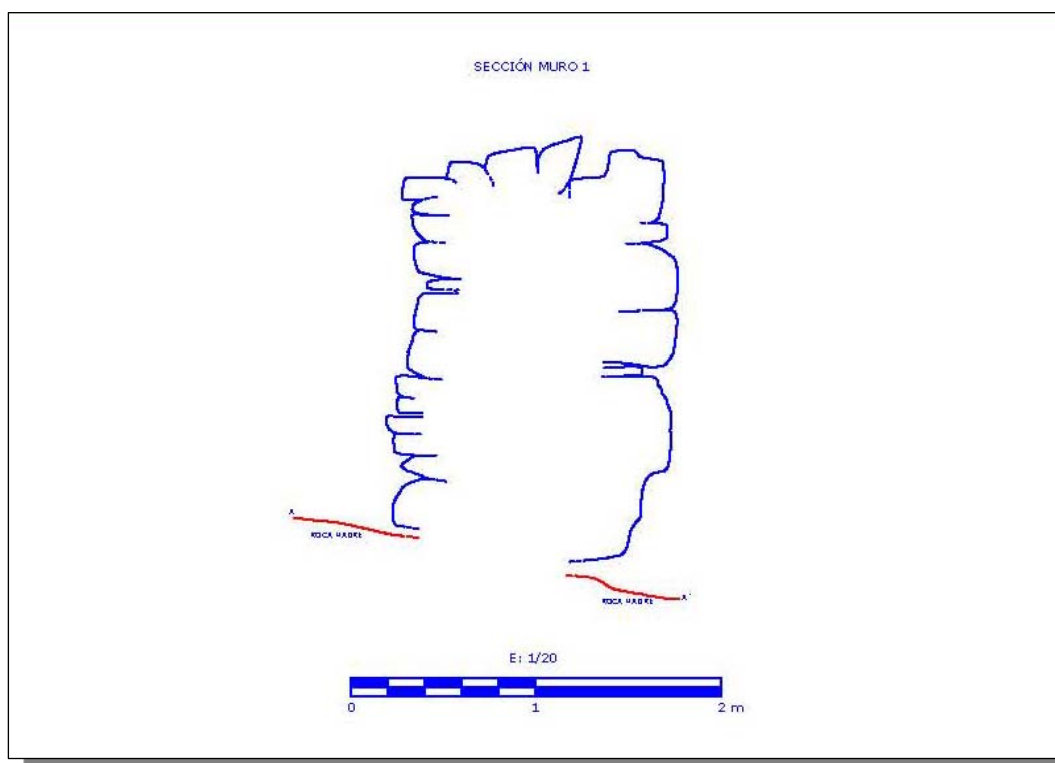 SECCIÓN MURO 1
A
ROCA MADRE
ROCA MADRE
A'
E: 1/20
0 1 2 m